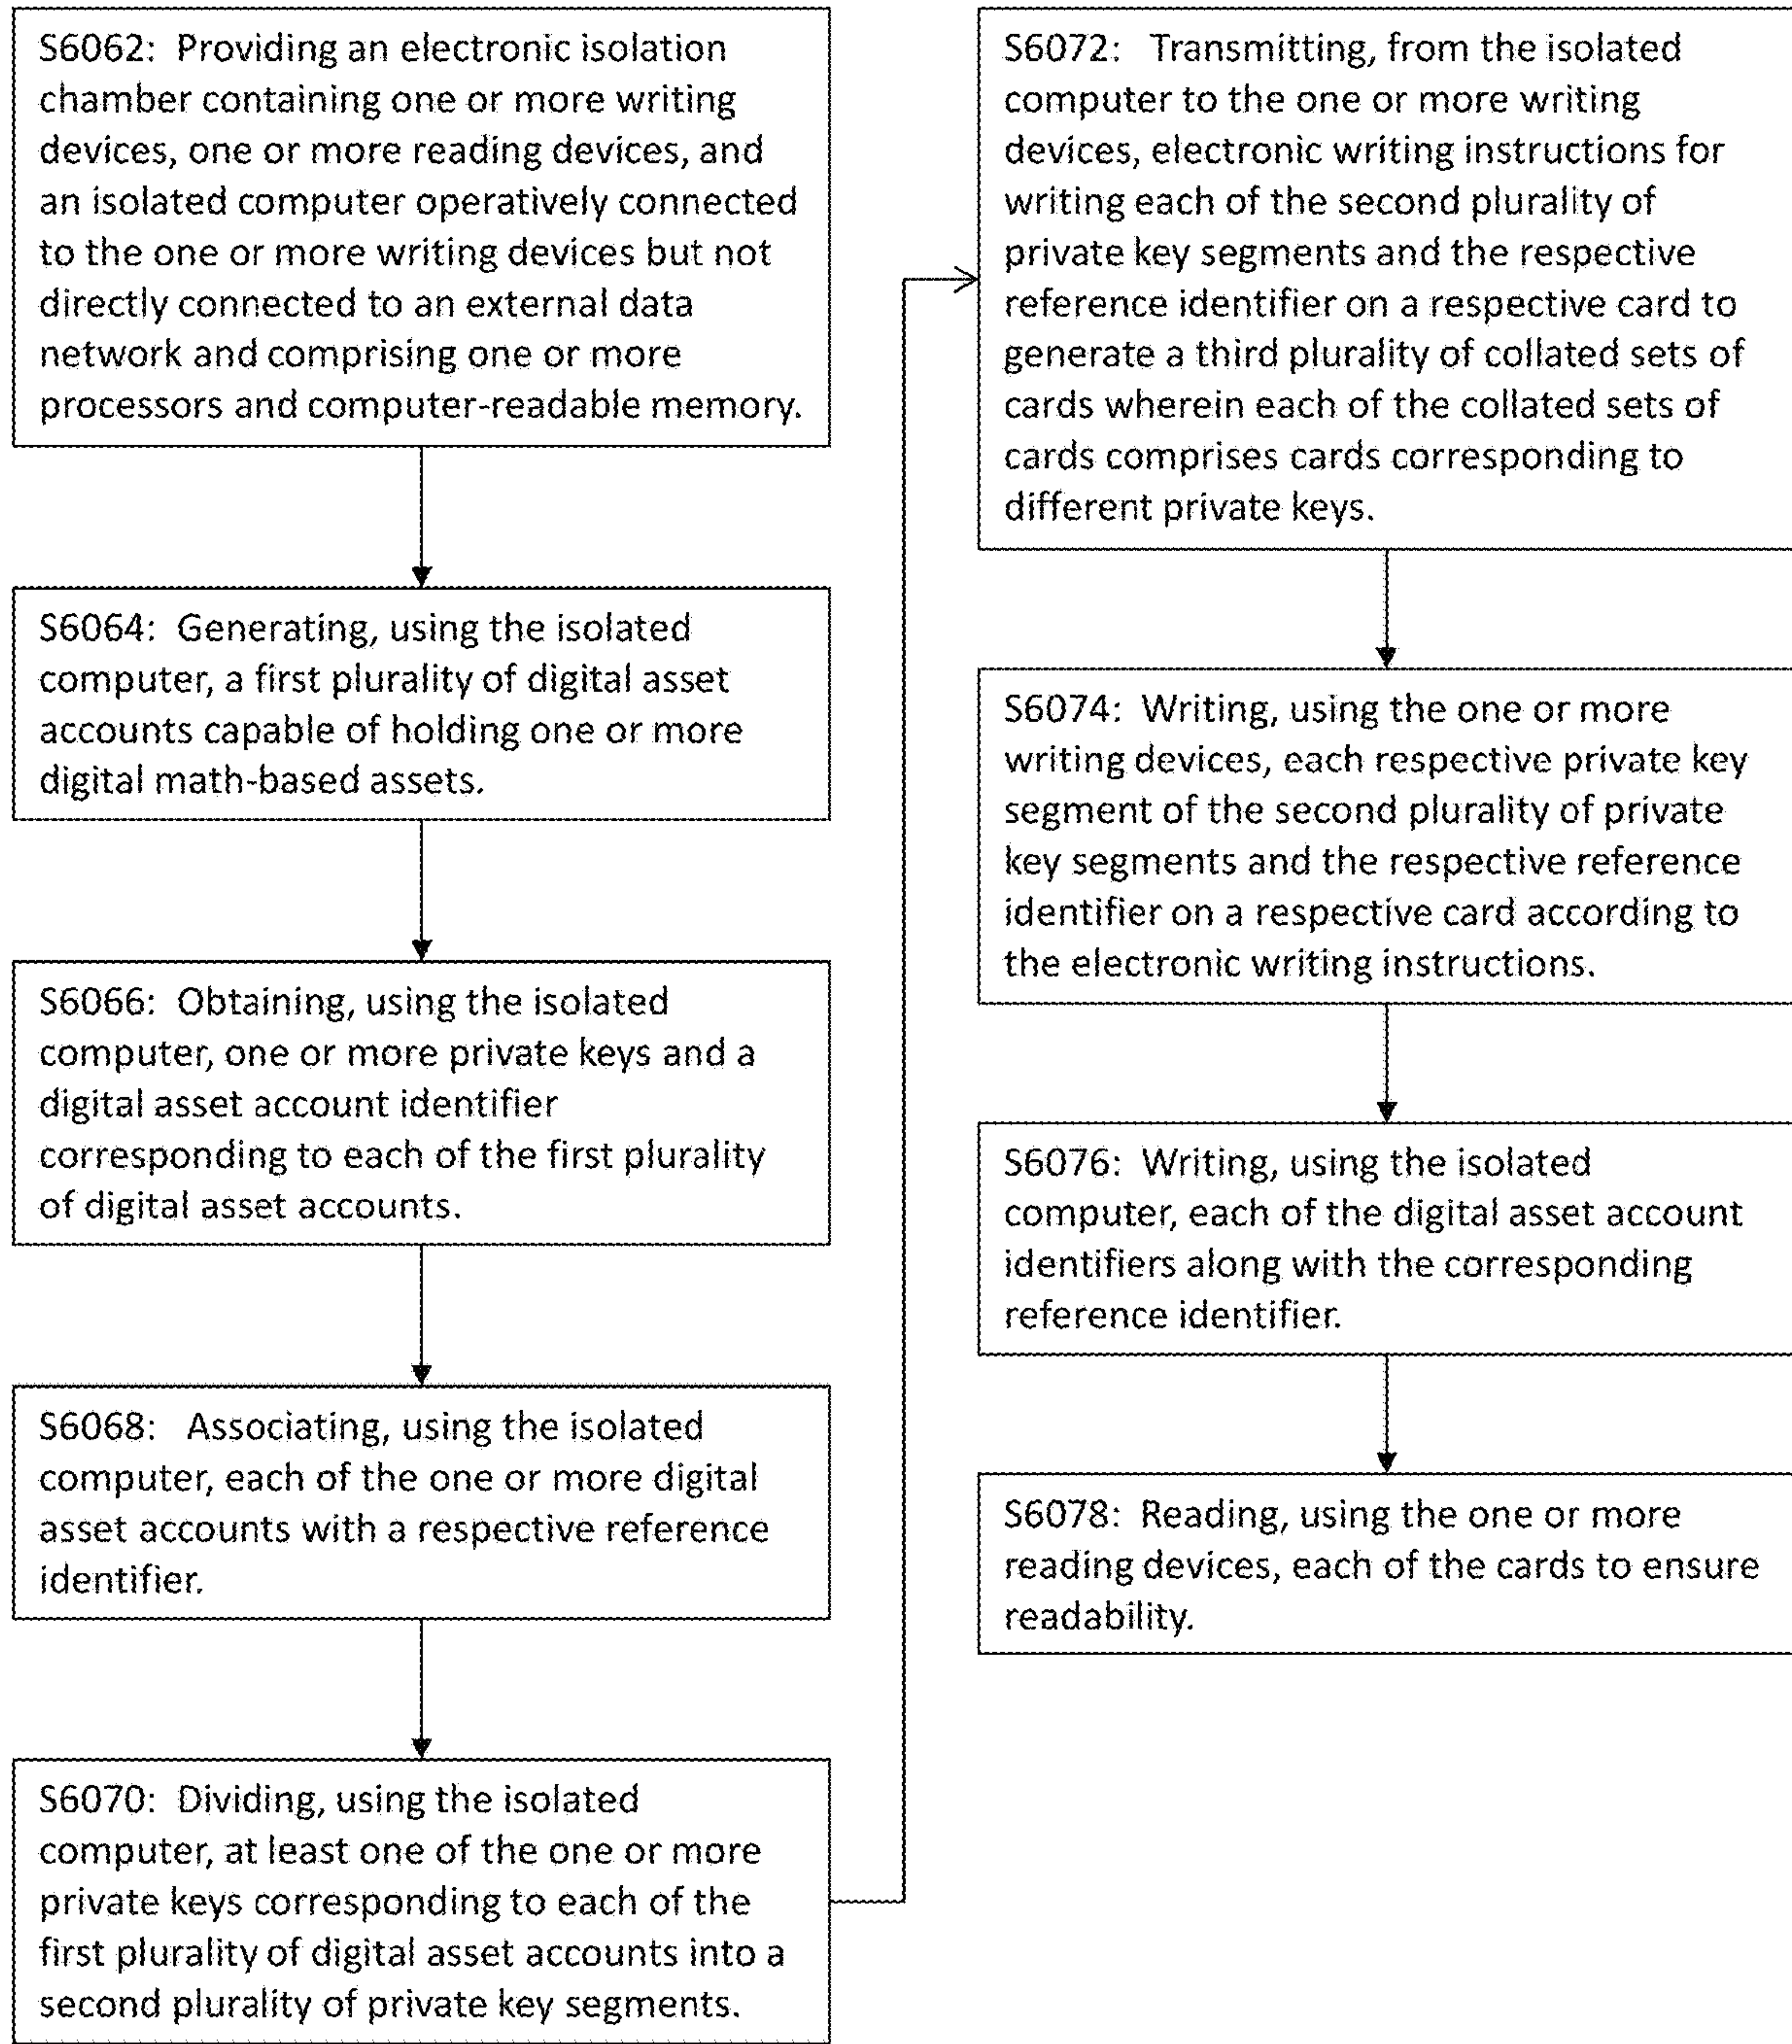 S6062: Providing an electronic isolation
chamber containing one or more writing
devices, one or more reading devices, and
an isolated computer operatively connected
to the one or more writing devices but not
directly connected to an external data
network and comprising one or more
processors and computer-readable memory.
S6064: Generating, using the isolated
computer, a first plurality of digital asset
accounts capable of holding one or more
digital math-based assets.
S6066: Obtaining, using the isolated
computer, one or more private keys and a
digital asset account identifier
corresponding to each of the first plurality
of digital asset accounts.
S6068: Associating, using the isolated
computer, each of the one or more digital
asset accounts with a respective reference
identifier.
S6070: Dividing, using the isolated
computer, at least one of the one or more
private keys corresponding to each of the
first plurality of digital asset accounts into a
second plurality of private key segments.
S6072: Transmitting, from the isolated
computer to the one or more writing
devices, electronic writing instructions for
writing each of the second plurality of
private key segments and the respective
reference identifier on a respective card to
generate a third plurality of collated sets of
cards wherein each of the collated sets of
cards comprises cards corresponding to
different private keys.
S6074: Writing, using the one or more
writing devices, each respective private key
segment of the second plurality of private
key segments and the respective reference
identifier on a respective card according to
the electronic writing instructions.
S6076: Writing, using the isolated
computer, each of the digital asset account
identifiers along with the corresponding
reference identifier.
S6078: Reading, using the one or more
reading devices, each of the cards to ensure
readability.